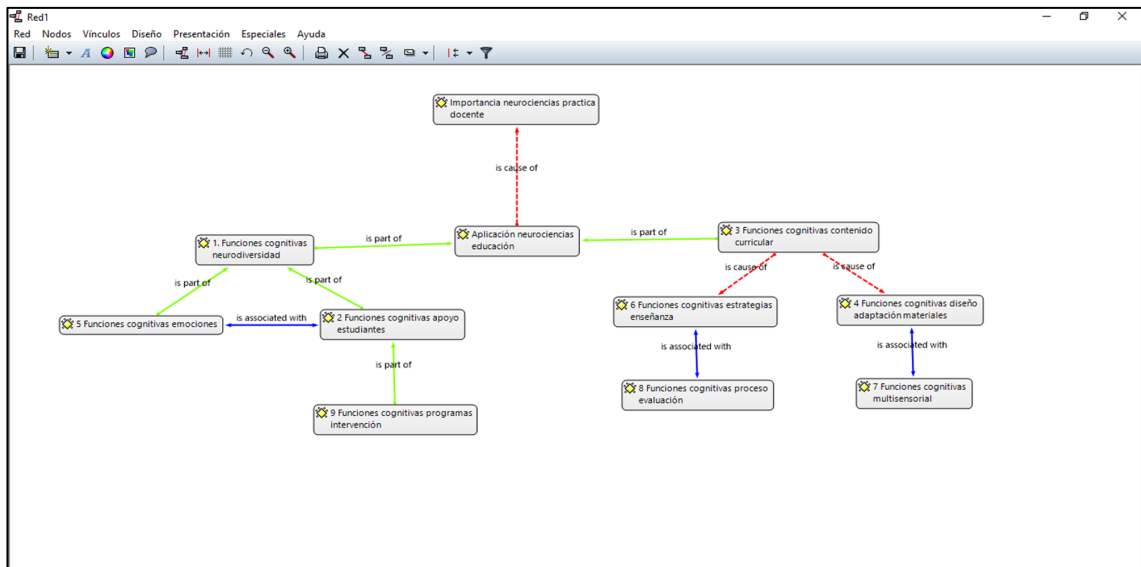 Red1
Red Nodos Vínculos Diseño Presentación Especiales Ayuda
Importancia neurociencias practica
docente
is cause of
Aplicación neurociencias
educación
1. Funciones cognitivas
neurodiversidad
is part of
is part of
3 Funciones cognitivas contenido
curricular
is part of
is part of
is cause of
is cause of
5 Funciones cognitivas emociones
is associated with
2 Funciones cognitivas apoyo
estudiantes
6 Funciones cognitivas estrategias
enseñanza
4 Funciones cognitivas diseño
adaptación materiales
is part of
is associated with
is associated with
9 Funciones cognitivas programas
intervención
8 Funciones cognitivas proceso
evaluación
7 Funciones cognitivas
multisensorial